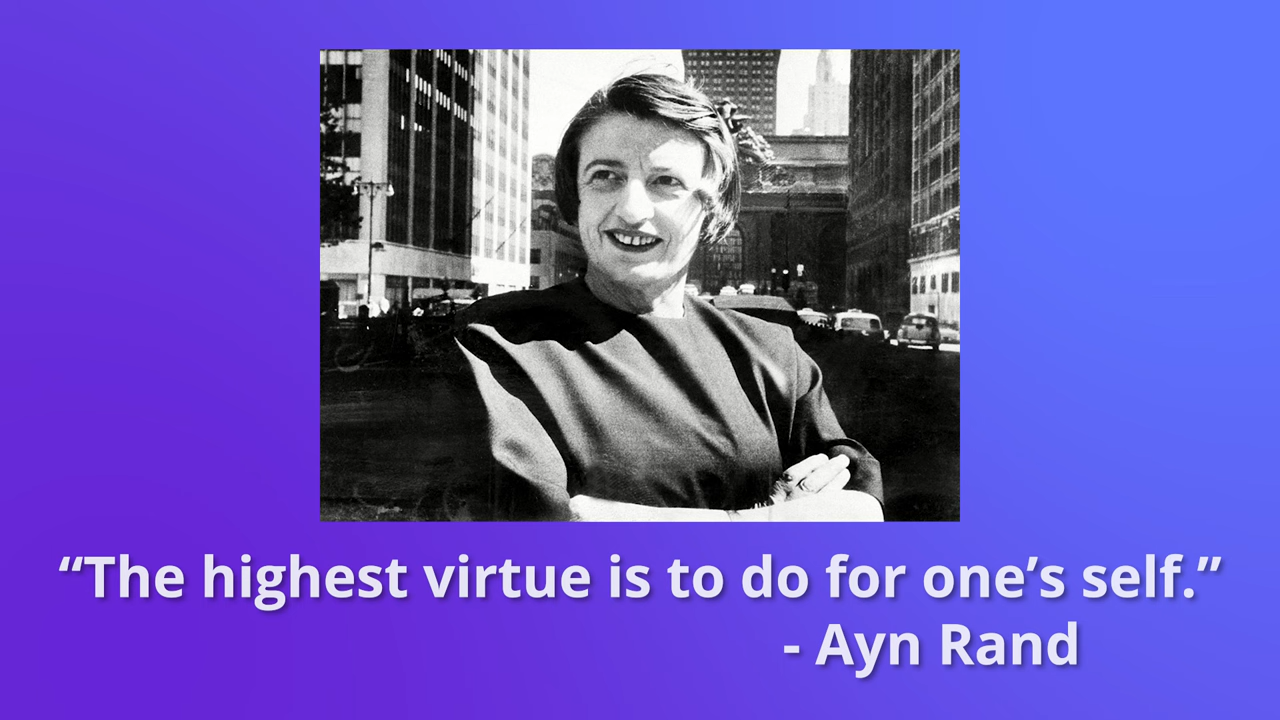 “The highest virtue is to do for one’s self.”
- Ayn Rand